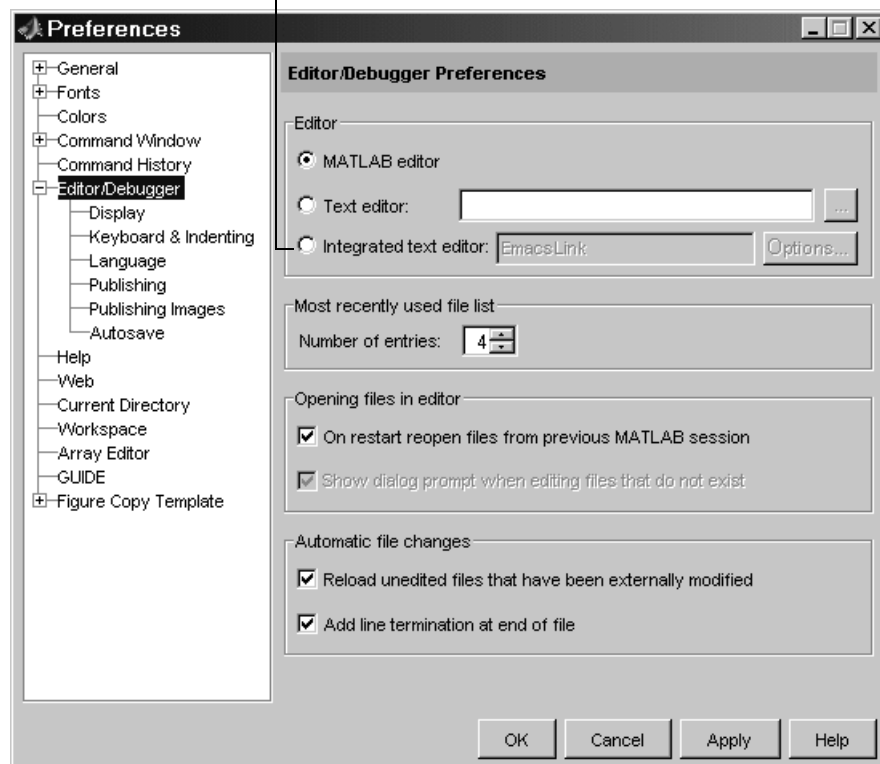 Preferences
General
Fonts
Colors
Command Window
Command History
Editor/Debugger
Display
Keyboard & Indenting
Language
Publishing
Publishing Images
Autosave
Help
Web
Current Directory
Workspace
Array Editor
GUIDE
Figure Copy Template
Editor/Debugger Preferences
Editor
MATLAB editor
Text editor:
...
Integrated text editor: EmacsLink Options...
Most recently used file list
Number of entries: 4
Opening files in editor
On restart reopen files from previous MATLAB session
Show dialog prompt when editing files that do not exist
Automatic file changes
Reload unedited files that have been externally modified
Add line termination at end of file
OK Cancel Apply Help